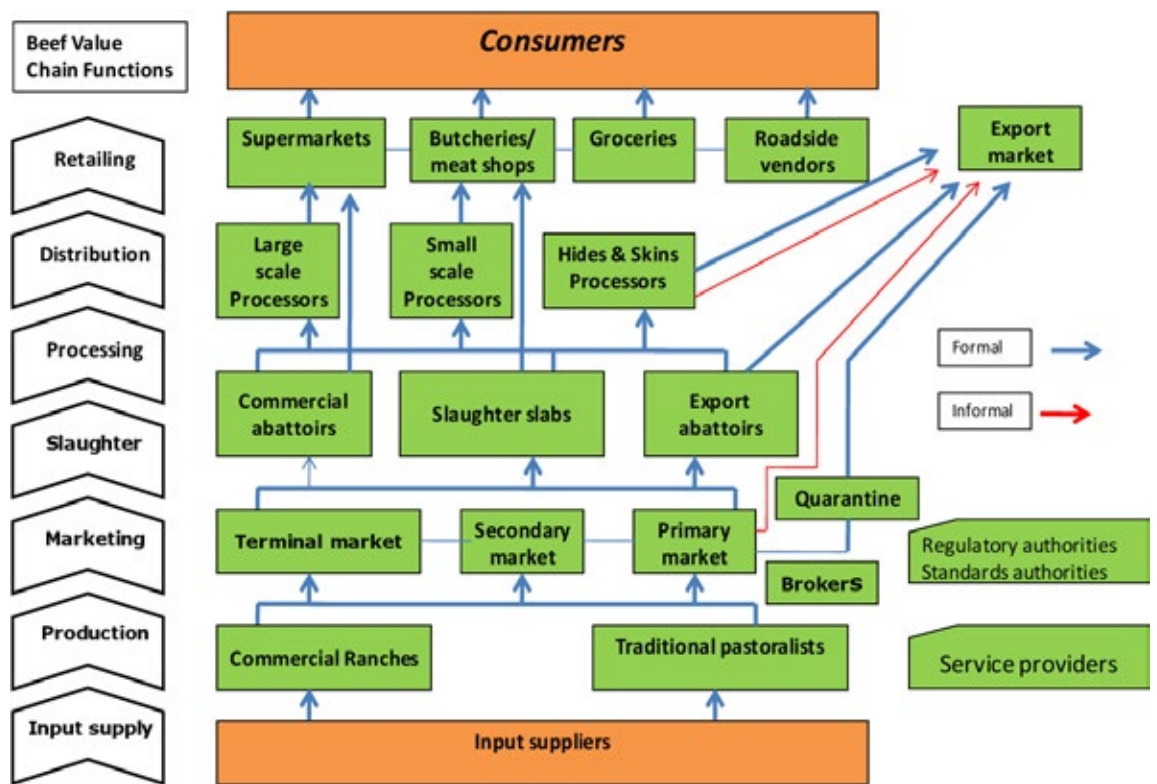 Beef Value
Chain Functions
Consumers
Retailing
Supermarkets
Butcheries/
meat shops
Groceries
Roadside
vendors
Export
market
Distribution
Large
scale
Processors
Small
scale
Processors
Hides & Skins
Processors
Processing
Formal
Informal
Commercial
abattoirs
Slaughter slabs
Export
abattoirs
Slaughter
Quarantine
Marketing
Terminal market
Secondary
market
Primary
market
Brokers
Regulatory authorities
Standards authorities
Production
Commercial Ranches
Traditional pastoralists
Service providers
Input supply
Input suppliers